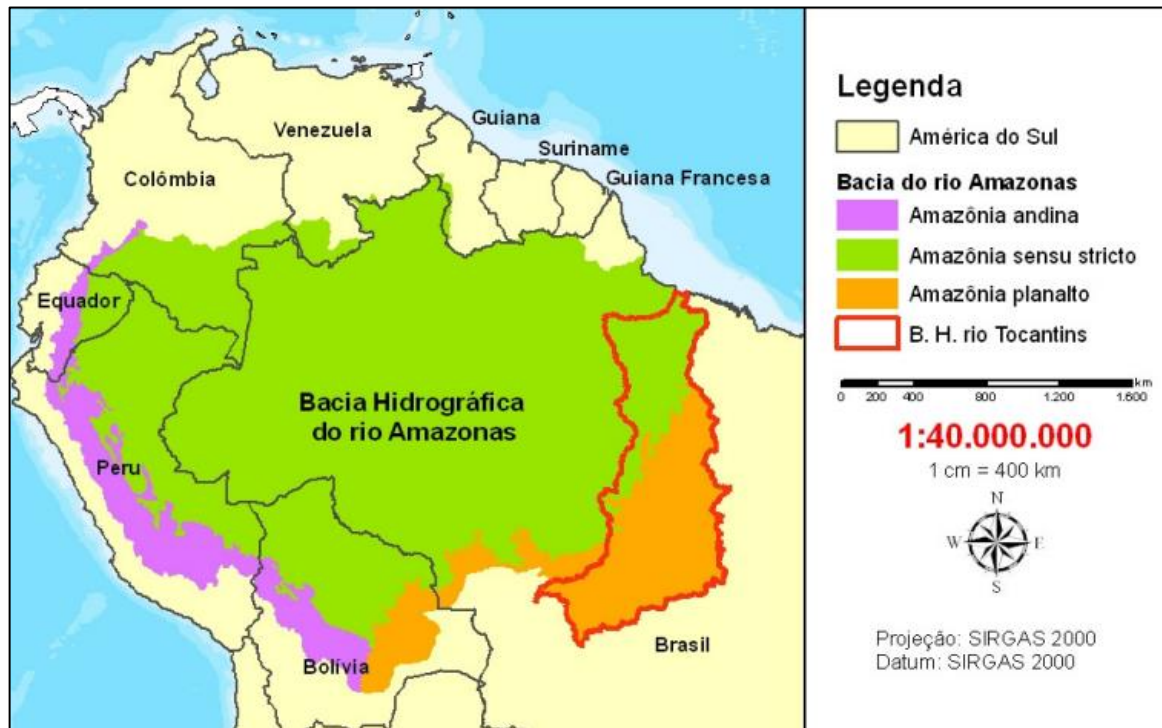 Venezuela
Colômbia
Guiana
Suriname
Guiana Francesa
Equador
Bacia Hidrográfica
do rio Amazonas
Peru
Bolívia
Brasil
Legenda
América do Sul
Bacia do rio Amazonas
Amazônia andina
Amazônia sensu stricto
Amazônia planalto
B. H. rio Tocantins
km
0 200 400 800 1.200 1.600
1:40.000.000
1 cm = 400 km
N
W E
S
Projeção: SIRGAS 2000
Datum: SIRGAS 2000